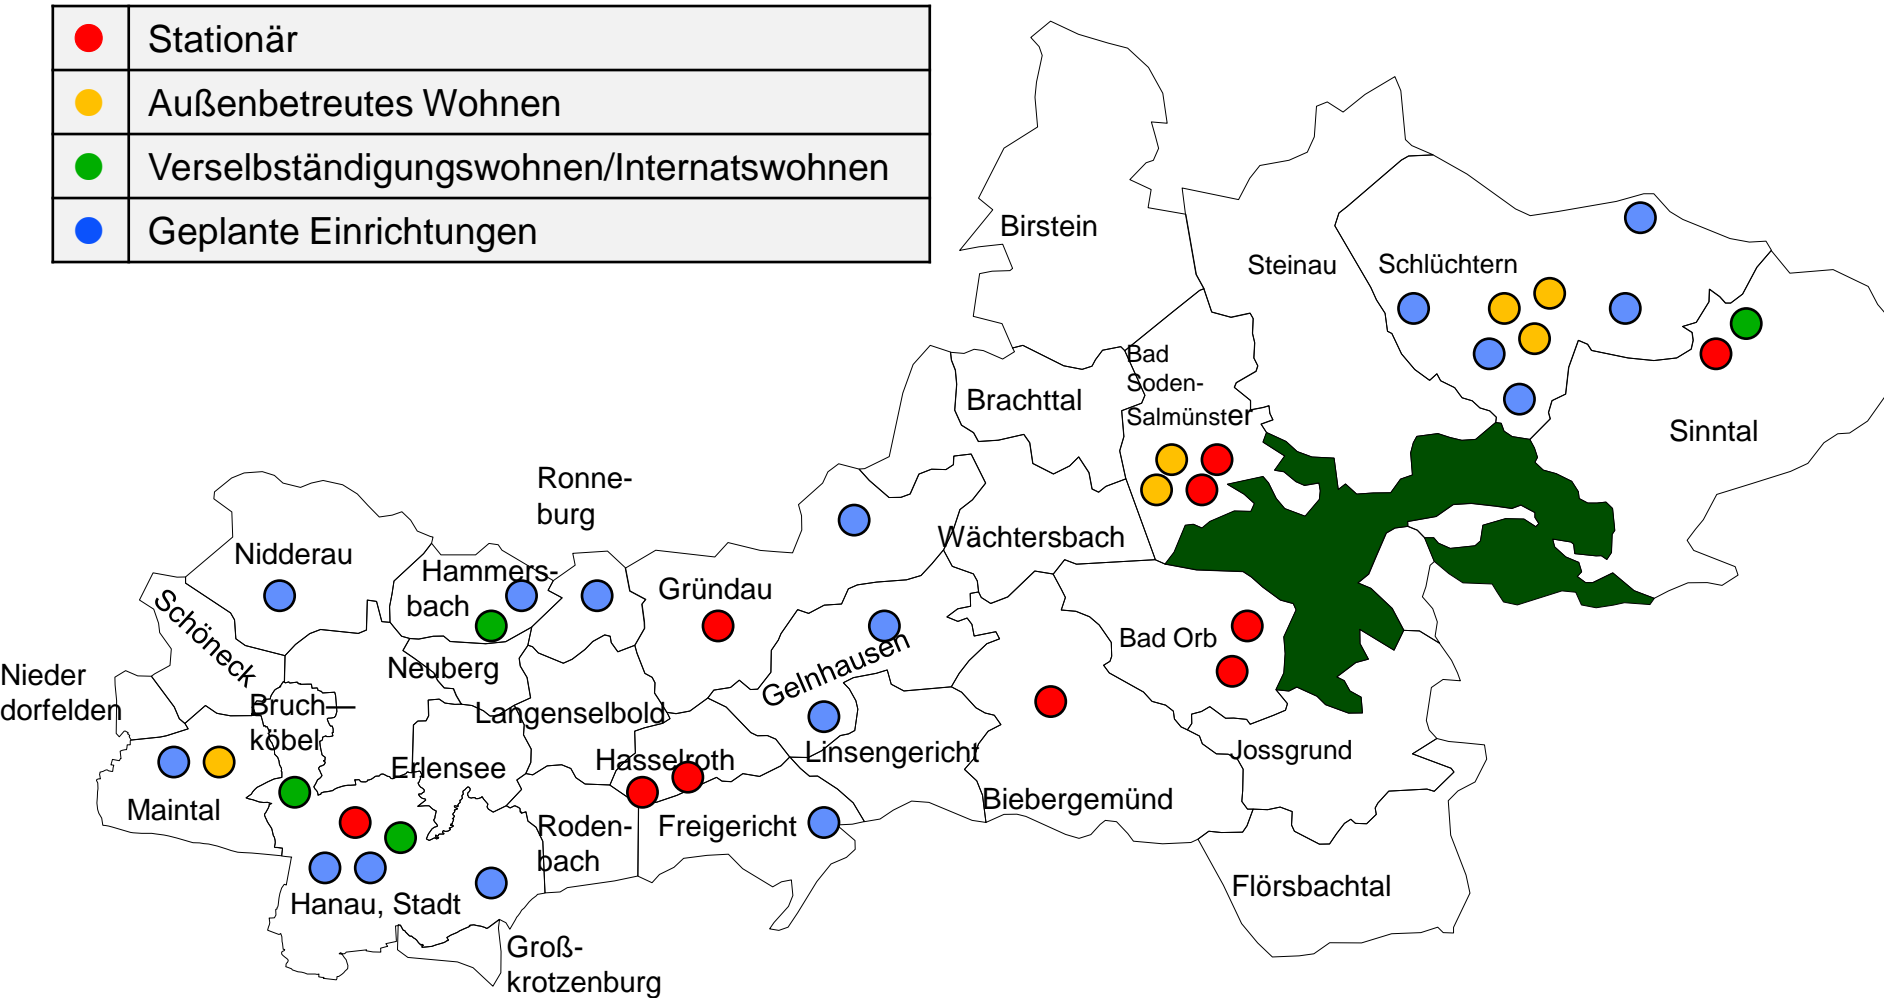 Stationär
Außenbetreutes Wohnen
Verselbständigungswohnen/Internatswohnen
Geplante Einrichtungen
Birstein
Steinau
Schlüchtern
Bad
Soden-
Salmünster
Brachttal
Sinntal
Ronne-
burg
Wächtersbach
Nidderau
Hammers-
bach
Gründau
Schöneck
Bad Orb
Neuberg
Gelnhausen
Nieder
dorfelden
Bruch-
köbel
Langenselbold
Hasselroth
Linsengericht
Jossgrund
Erlensee
Biebergemünd
Maintal
Roden-
bach
Freigericht
Flörsbachtal
Hanau, Stadt
Groß-
krotzenburg